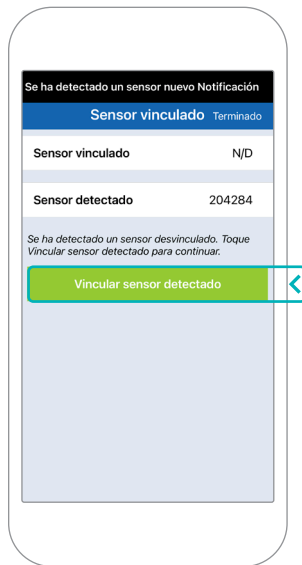 Se ha detectado un sensor nuevo Notificación
Sensor vinculado Terminado
Sensor vinculado N/D
Sensor detectado 204284
Se ha detectado un sensor desvinculado. Toque
Vincular sensor detectado para continuar.
Vincular sensor detectado